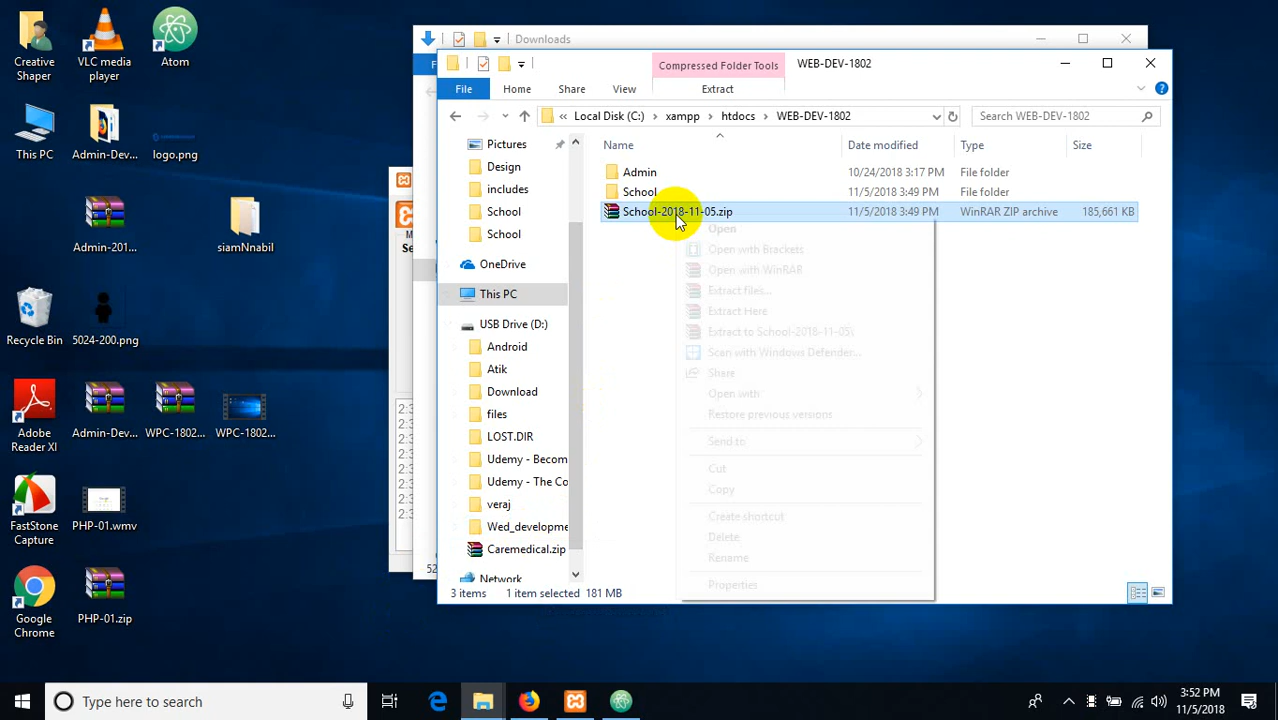 Creative
Shaper
VLC media
player
Atom
This PC
Admin-Dev...
logo.png
Admin-201...
siamNnabil
Recycle Bin
5024-200.png
Adobe
Reader XI
Admin-Dev...
WPC-1802...
WPC-1802...
FastStone
Capture
PHP-01.wmv
Google
Chrome
PHP-01.zip
Downloads
Compressed Folder Tools
WEB-DEV-1802
File
Home
Share
View
Extract
« Local Disk (C:) > xampp > htdocs > WEB-DEV-1802
Search WEB-DEV-1802
Name
Date modified
Type
Size
Admin
10/24/2018 3:17 PM
File folder
School
11/5/2018 3:49 PM
File folder
School-2018-11-05.zip
11/5/2018 3:49 PM
WinRAR ZIP archive
185,661 KB
Pictures
Design
includes
School
School
OneDrive
This PC
USB Drive (D:)
Android
Atik
Download
files
LOST.DIR
Udemy - Becom
Udemy - The Co
veraj
Wed_developme
Caremedical.zip
Network
Open
Open with Brackets
Open with WinRAR
Extract files...
Extract Here
Extract to School-2018-11-05\
Scan with Windows Defender...
Share
Open with
Restore previous versions
Send to
Cut
Copy
Create shortcut
Delete
Rename
Properties
3 items
1 item selected 181 MB
Type here to search
3:52 PM
11/5/2018